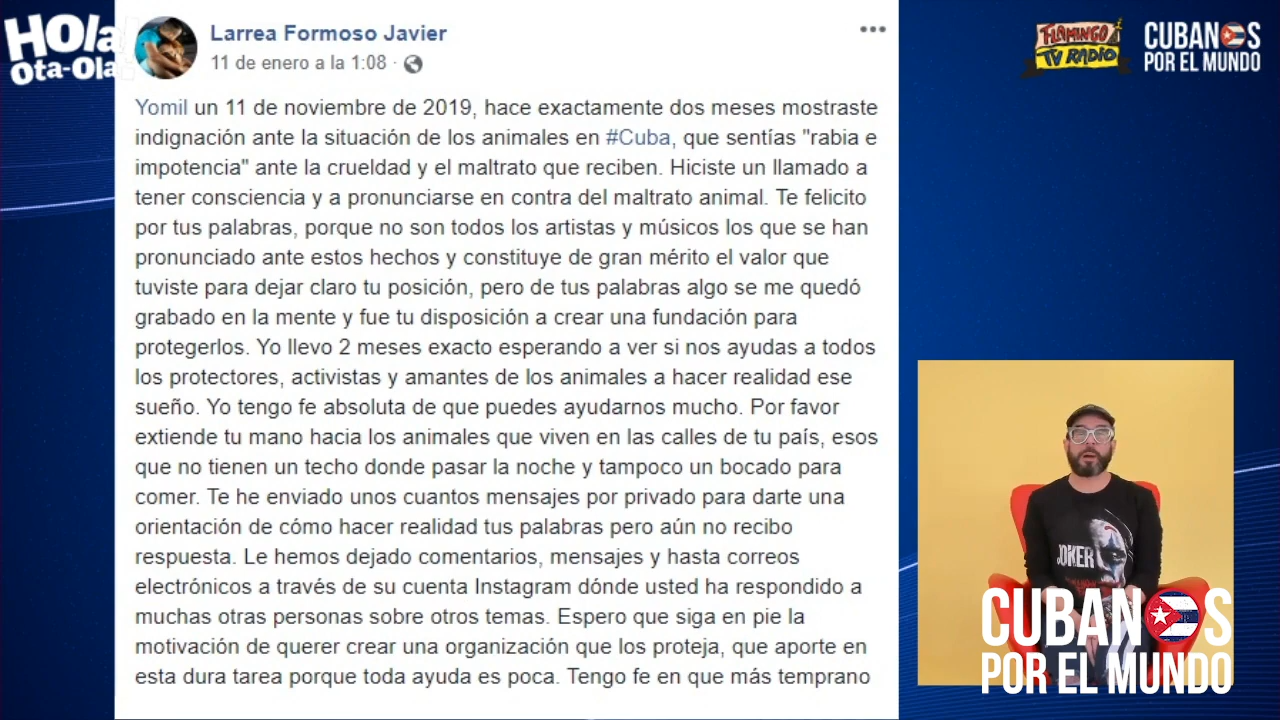 HOla!
Ota-Ola!
Larrea Formoso Javier
11 de enero a la 1:08 ·
FLAMINGO
TV RADIO
CUBANOS
POR EL MUNDO
Yomil un 11 de noviembre de 2019, hace exactamente dos meses mostraste
indignación ante la situación de los animales en #Cuba, que sentías "rabia e
impotencia" ante la crueldad y el maltrato que reciben. Hiciste un llamado a
tener consciencia y a pronunciarse en contra del maltrato animal. Te felicito
por tus palabras, porque no son todos los artistas y músicos los que se han
pronunciado ante estos hechos y constituye de gran mérito el valor que
tuviste para dejar claro tu posición, pero de tus palabras algo se me quedó
grabado en la mente y fue tu disposición a crear una fundación para
protegerlos. Yo llevo 2 meses exacto esperando a ver si nos ayudas a todos
los protectores, activistas y amantes de los animales a hacer realidad ese
sueño. Yo tengo fe absoluta de que puedes ayudarnos mucho. Por favor
extiende tu mano hacia los animales que viven en las calles de tu país, esos
que no tienen un techo donde pasar la noche y tampoco un bocado para
comer. Te he enviado unos cuantos mensajes por privado para darte una
orientación de cómo hacer realidad tus palabras pero aún no recibo
respuesta. Le hemos dejado comentarios, mensajes y hasta correos
electrónicos a través de su cuenta Instagram dónde usted ha respondido a
muchas otras personas sobre otros temas. Espero que siga en pie la
motivación de querer crear una organización que los proteja, que aporte en
esta dura tarea porque toda ayuda es poca. Tengo fe en que más temprano
JOKER
CUBANOS
POR EL MUNDO